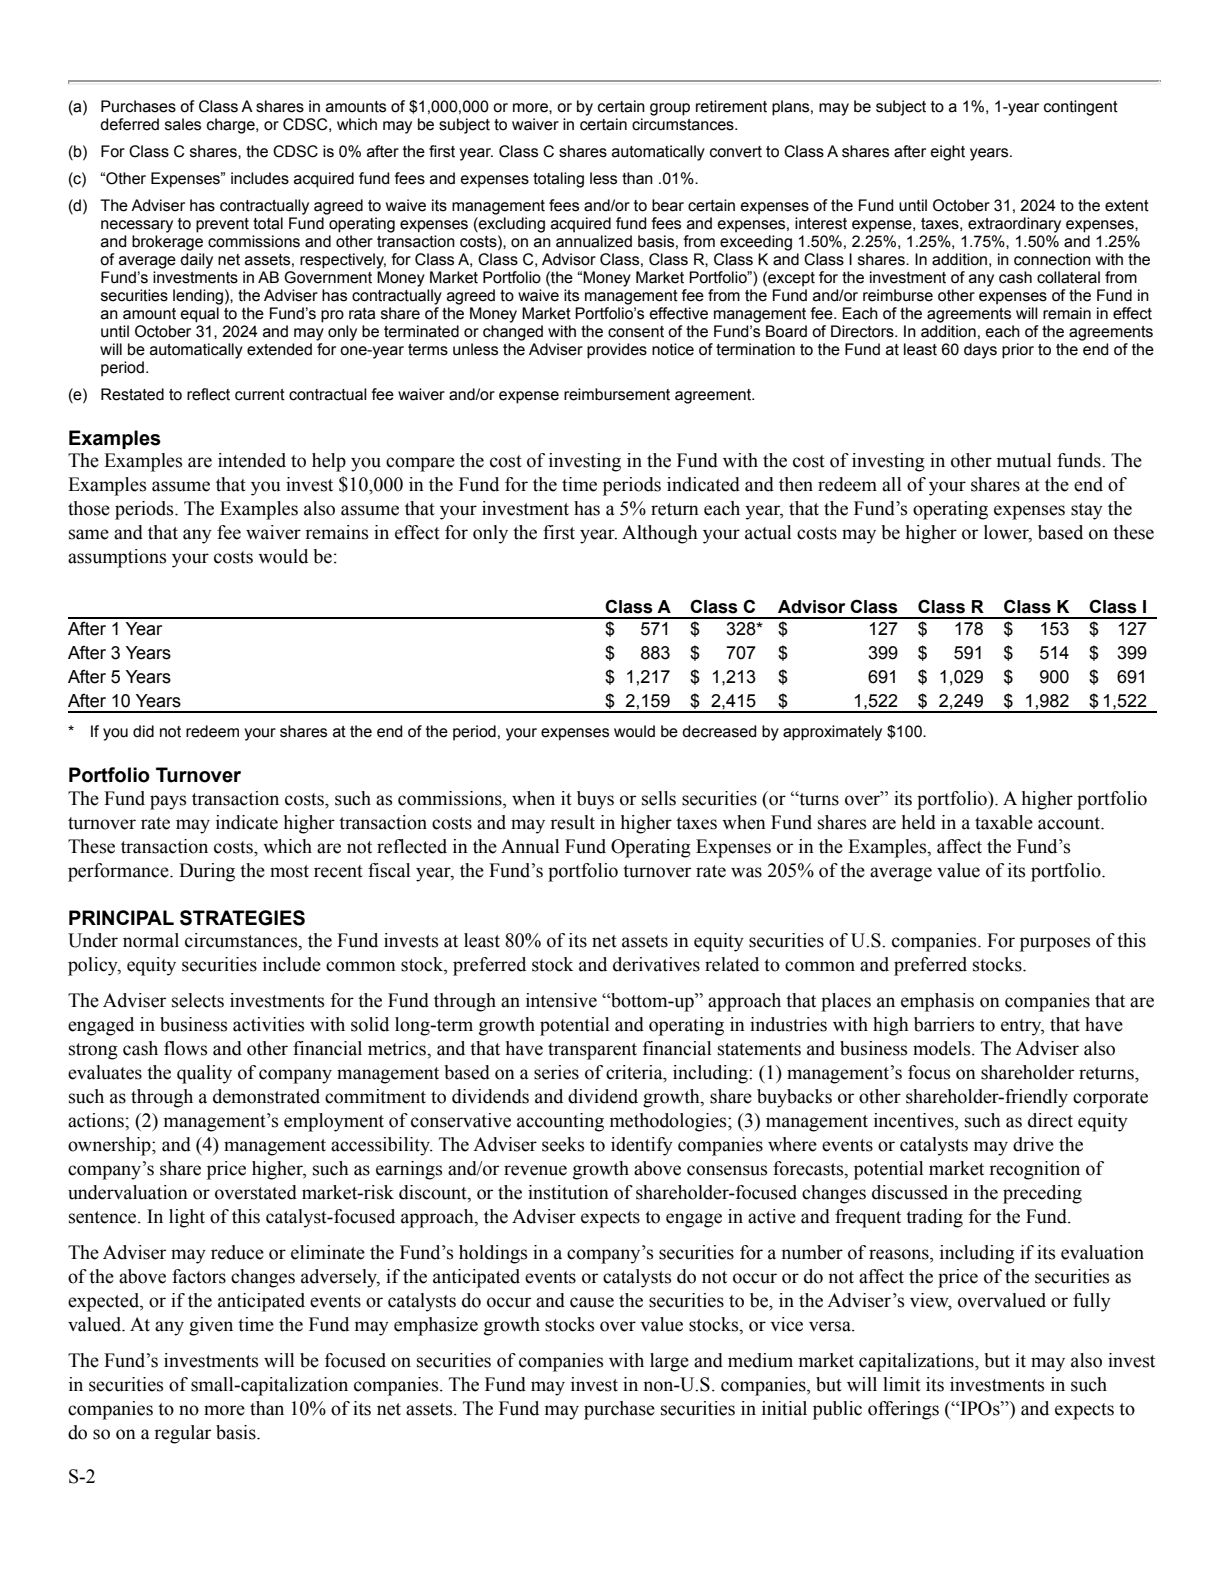 (a) Purchases of Class A shares in amounts of $1,000,000 or more, or by certain group retirement plans, may be subject to a 1%, 1-year contingent
deferred sales charge, or CDSC, which may be subject to waiver in certain circumstances.
(b) For Class C shares, the CDSC is 0% after the first year. Class C shares automatically convert to Class A shares after eight years.
(c) “Other Expenses” includes acquired fund fees and expenses totaling less than .01%.
(d) The Adviser has contractually agreed to waive its management fees and/or to bear certain expenses of the Fund until October 31, 2024 to the extent
necessary to prevent total Fund operating expenses (excluding acquired fund fees and expenses, interest expense, taxes, extraordinary expenses,
and brokerage commissions and other transaction costs), on an annualized basis, from exceeding 1.50%, 2.25%, 1.25%, 1.75%, 1.50% and 1.25%
of average daily net assets, respectively, for Class A, Class C, Advisor Class, Class R, Class K and Class I shares. In addition, in connection with the
Fund’s investments in AB Government Money Market Portfolio (the “Money Market Portfolio”) (except for the investment of any cash collateral from
securities lending), the Adviser has contractually agreed to waive its management fee from the Fund and/or reimburse other expenses of the Fund in
an amount equal to the Fund’s pro rata share of the Money Market Portfolio’s effective management fee. Each of the agreements will remain in effect
until October 31, 2024 and may only be terminated or changed with the consent of the Fund’s Board of Directors. In addition, each of the agreements
will be automatically extended for one-year terms unless the Adviser provides notice of termination to the Fund at least 60 days prior to the end of the
period.
(e) Restated to reflect current contractual fee waiver and/or expense reimbursement agreement.
Examples
The Examples are intended to help you compare the cost of investing in the Fund with the cost of investing in other mutual funds. The
Examples assume that you invest $10,000 in the Fund for the time periods indicated and then redeem all of your shares at the end of
those periods. The Examples also assume that your investment has a 5% return each year, that the Fund’s operating expenses stay the
same and that any fee waiver remains in effect for only the first year. Although your actual costs may be higher or lower, based on these
assumptions your costs would be:
Class A Class C Advisor Class Class R Class K Class I
After 1 Year $ 571 $ 328* $ 127 $ 178 $ 153 $ 127
After 3 Years $ 883 $ 707 $ 399 $ 591 $ 514 $ 399
After 5 Years $ 1,217 $ 1,213 $ 691 $ 1,029 $ 900 $ 691
After 10 Years $ 2,159 $ 2,415 $ 1,522 $ 2,249 $ 1,982 $ 1,522
* If you did not redeem your shares at the end of the period, your expenses would be decreased by approximately $100.
Portfolio Turnover
The Fund pays transaction costs, such as commissions, when it buys or sells securities (or “turns over” its portfolio). A higher portfolio
turnover rate may indicate higher transaction costs and may result in higher taxes when Fund shares are held in a taxable account.
These transaction costs, which are not reflected in the Annual Fund Operating Expenses or in the Examples, affect the Fund’s
performance. During the most recent fiscal year, the Fund’s portfolio turnover rate was 205% of the average value of its portfolio.
PRINCIPAL STRATEGIES
Under normal circumstances, the Fund invests at least 80% of its net assets in equity securities of U.S. companies. For purposes of this
policy, equity securities include common stock, preferred stock and derivatives related to common and preferred stocks.
The Adviser selects investments for the Fund through an intensive “bottom-up” approach that places an emphasis on companies that are
engaged in business activities with solid long-term growth potential and operating in industries with high barriers to entry, that have
strong cash flows and other financial metrics, and that have transparent financial statements and business models. The Adviser also
evaluates the quality of company management based on a series of criteria, including: (1) management’s focus on shareholder returns,
such as through a demonstrated commitment to dividends and dividend growth, share buybacks or other shareholder-friendly corporate
actions; (2) management’s employment of conservative accounting methodologies; (3) management incentives, such as direct equity
ownership; and (4) management accessibility. The Adviser seeks to identify companies where events or catalysts may drive the
company’s share price higher, such as earnings and/or revenue growth above consensus forecasts, potential market recognition of
undervaluation or overstated market-risk discount, or the institution of shareholder-focused changes discussed in the preceding
sentence. In light of this catalyst-focused approach, the Adviser expects to engage in active and frequent trading for the Fund.
The Adviser may reduce or eliminate the Fund’s holdings in a company’s securities for a number of reasons, including if its evaluation
of the above factors changes adversely, if the anticipated events or catalysts do not occur or do not affect the price of the securities as
expected, or if the anticipated events or catalysts do occur and cause the securities to be, in the Adviser’s view, overvalued or fully
valued. At any given time the Fund may emphasize growth stocks over value stocks, or vice versa.
The Fund’s investments will be focused on securities of companies with large and medium market capitalizations, but it may also invest
in securities of small-capitalization companies. The Fund may invest in non-U.S. companies, but will limit its investments in such
companies to no more than 10% of its net assets. The Fund may purchase securities in initial public offerings (“IPOs”) and expects to
do so on a regular basis.
S-2